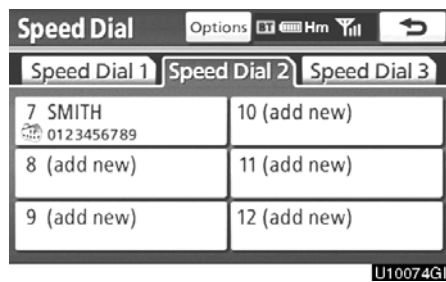 Speed Dial Options BT Hm
Speed Dial 1 Speed Dial 2 Speed Dial 3
7 SMITH
0123456789
10 (add new)
8 (add new)
11 (add new)
9 (add new)
12 (add new)
U10074GI